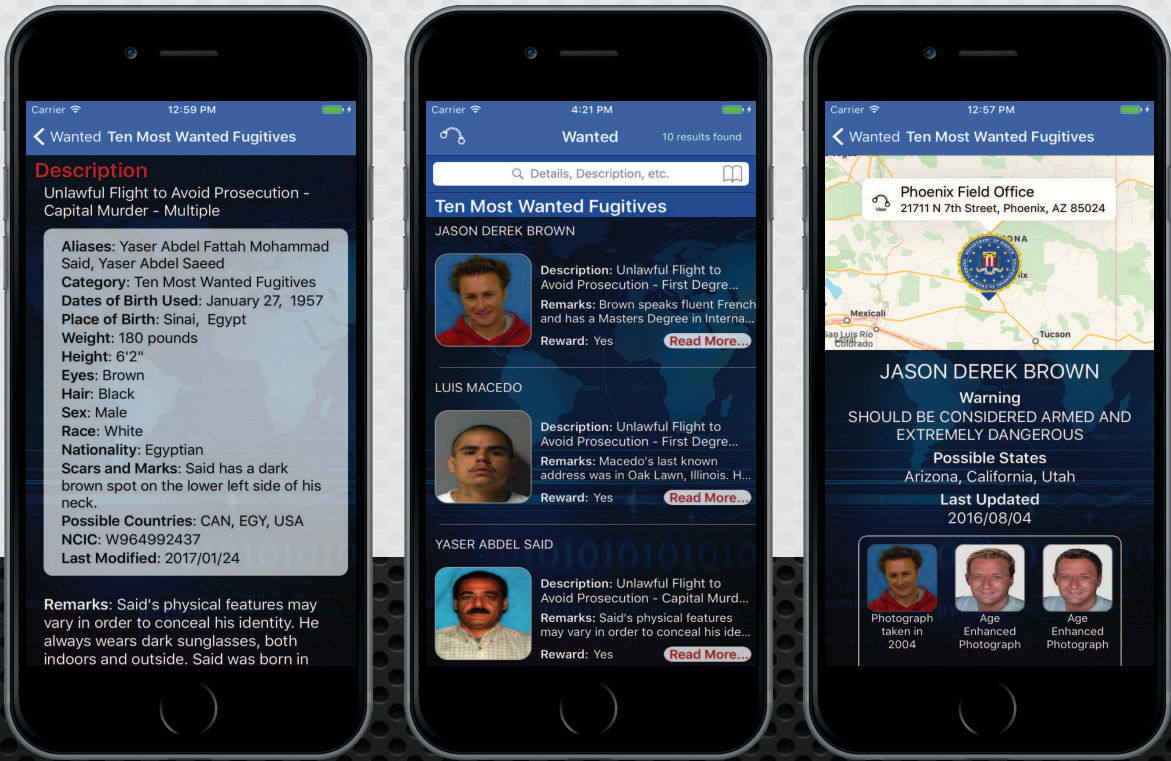 Carrier 12:59 PM
Wanted Ten Most Wanted Fugitives
Description
Unlawful Flight to Avoid Prosecution -
Capital Murder - Multiple
Aliases: Yaser Abdel Fattah Mohammad
Said, Yaser Abdel Saeed
Category: Ten Most Wanted Fugitives
Dates of Birth Used: January 27, 1957
Place of Birth: Sinai, Egypt
Weight: 180 pounds
Height: 6'2"
Eyes: Brown
Hair: Black
Sex: Male
Race: White
Nationality: Egyptian
Scars and Marks: Said has a dark
brown spot on the lower left side of his
neck.
Possible Countries: CAN, EGY, USA
NCIC: W964992437
Last Modified: 2017/01/24
Remarks: Said's physical features may
vary in order to conceal his identity. He
always wears dark sunglasses, both
indoors and outside. Said was born in
Carrier 4:21 PM
Wanted 10 results found
Details, Description, etc.
Ten Most Wanted Fugitives
JASON DEREK BROWN
Description: Unlawful Flight to
Avoid Prosecution - First Degre...
Remarks: Brown speaks fluent French
and has a Masters Degree in Interna...
Reward: Yes Read More...
LUIS MACEDO
Description: Unlawful Flight to
Avoid Prosecution - First Degre...
Remarks: Macedo's last known
address was in Oak Lawn, Illinois. H...
Reward: Yes Read More...
YASER ABDEL SAID
Description: Unlawful Flight to
Avoid Prosecution - Capital Murd...
Remarks: Said's physical features
may vary in order to conceal his ide...
Reward: Yes Read More...
Carrier 12:57 PM
Wanted Ten Most Wanted Fugitives
Phoenix Field Office
21711 N 7th Street, Phoenix, AZ 85024
View
ONA
ix
Mexicali
San Luis Rio
Colorado
Legal
Tucson
JASON DEREK BROWN
Warning
SHOULD BE CONSIDERED ARMED AND
EXTREMELY DANGEROUS
Possible States
Arizona, California, Utah
Last Updated
2016/08/04
Photograph
taken in
2004
Age
Enhanced
Photograph
Age
Enhanced
Photograph